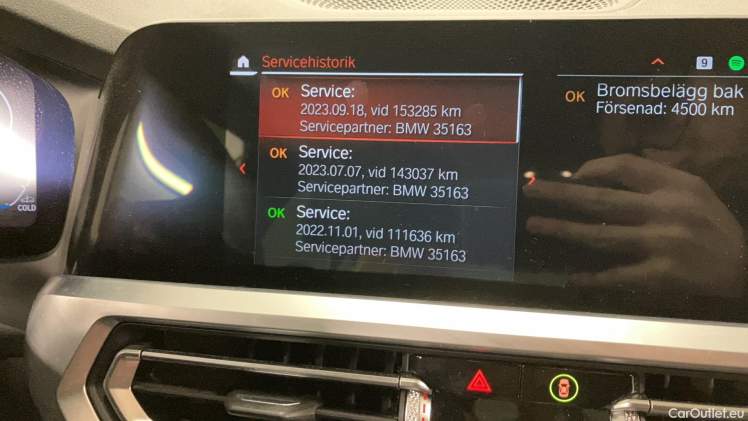 Servicehistorik
9
OK Service:
2023.09.18, vid 153285 km
Servicepartner: BMW 35163
OK Service:
2023.07.07, vid 143037 km
Servicepartner: BMW 35163
OK Service:
2022.11.01, vid 111636 km
Servicepartner: BMW 35163
OK Bromsbelägg bak
Försenad: 4500 km
COLD
CarOutlet.eu